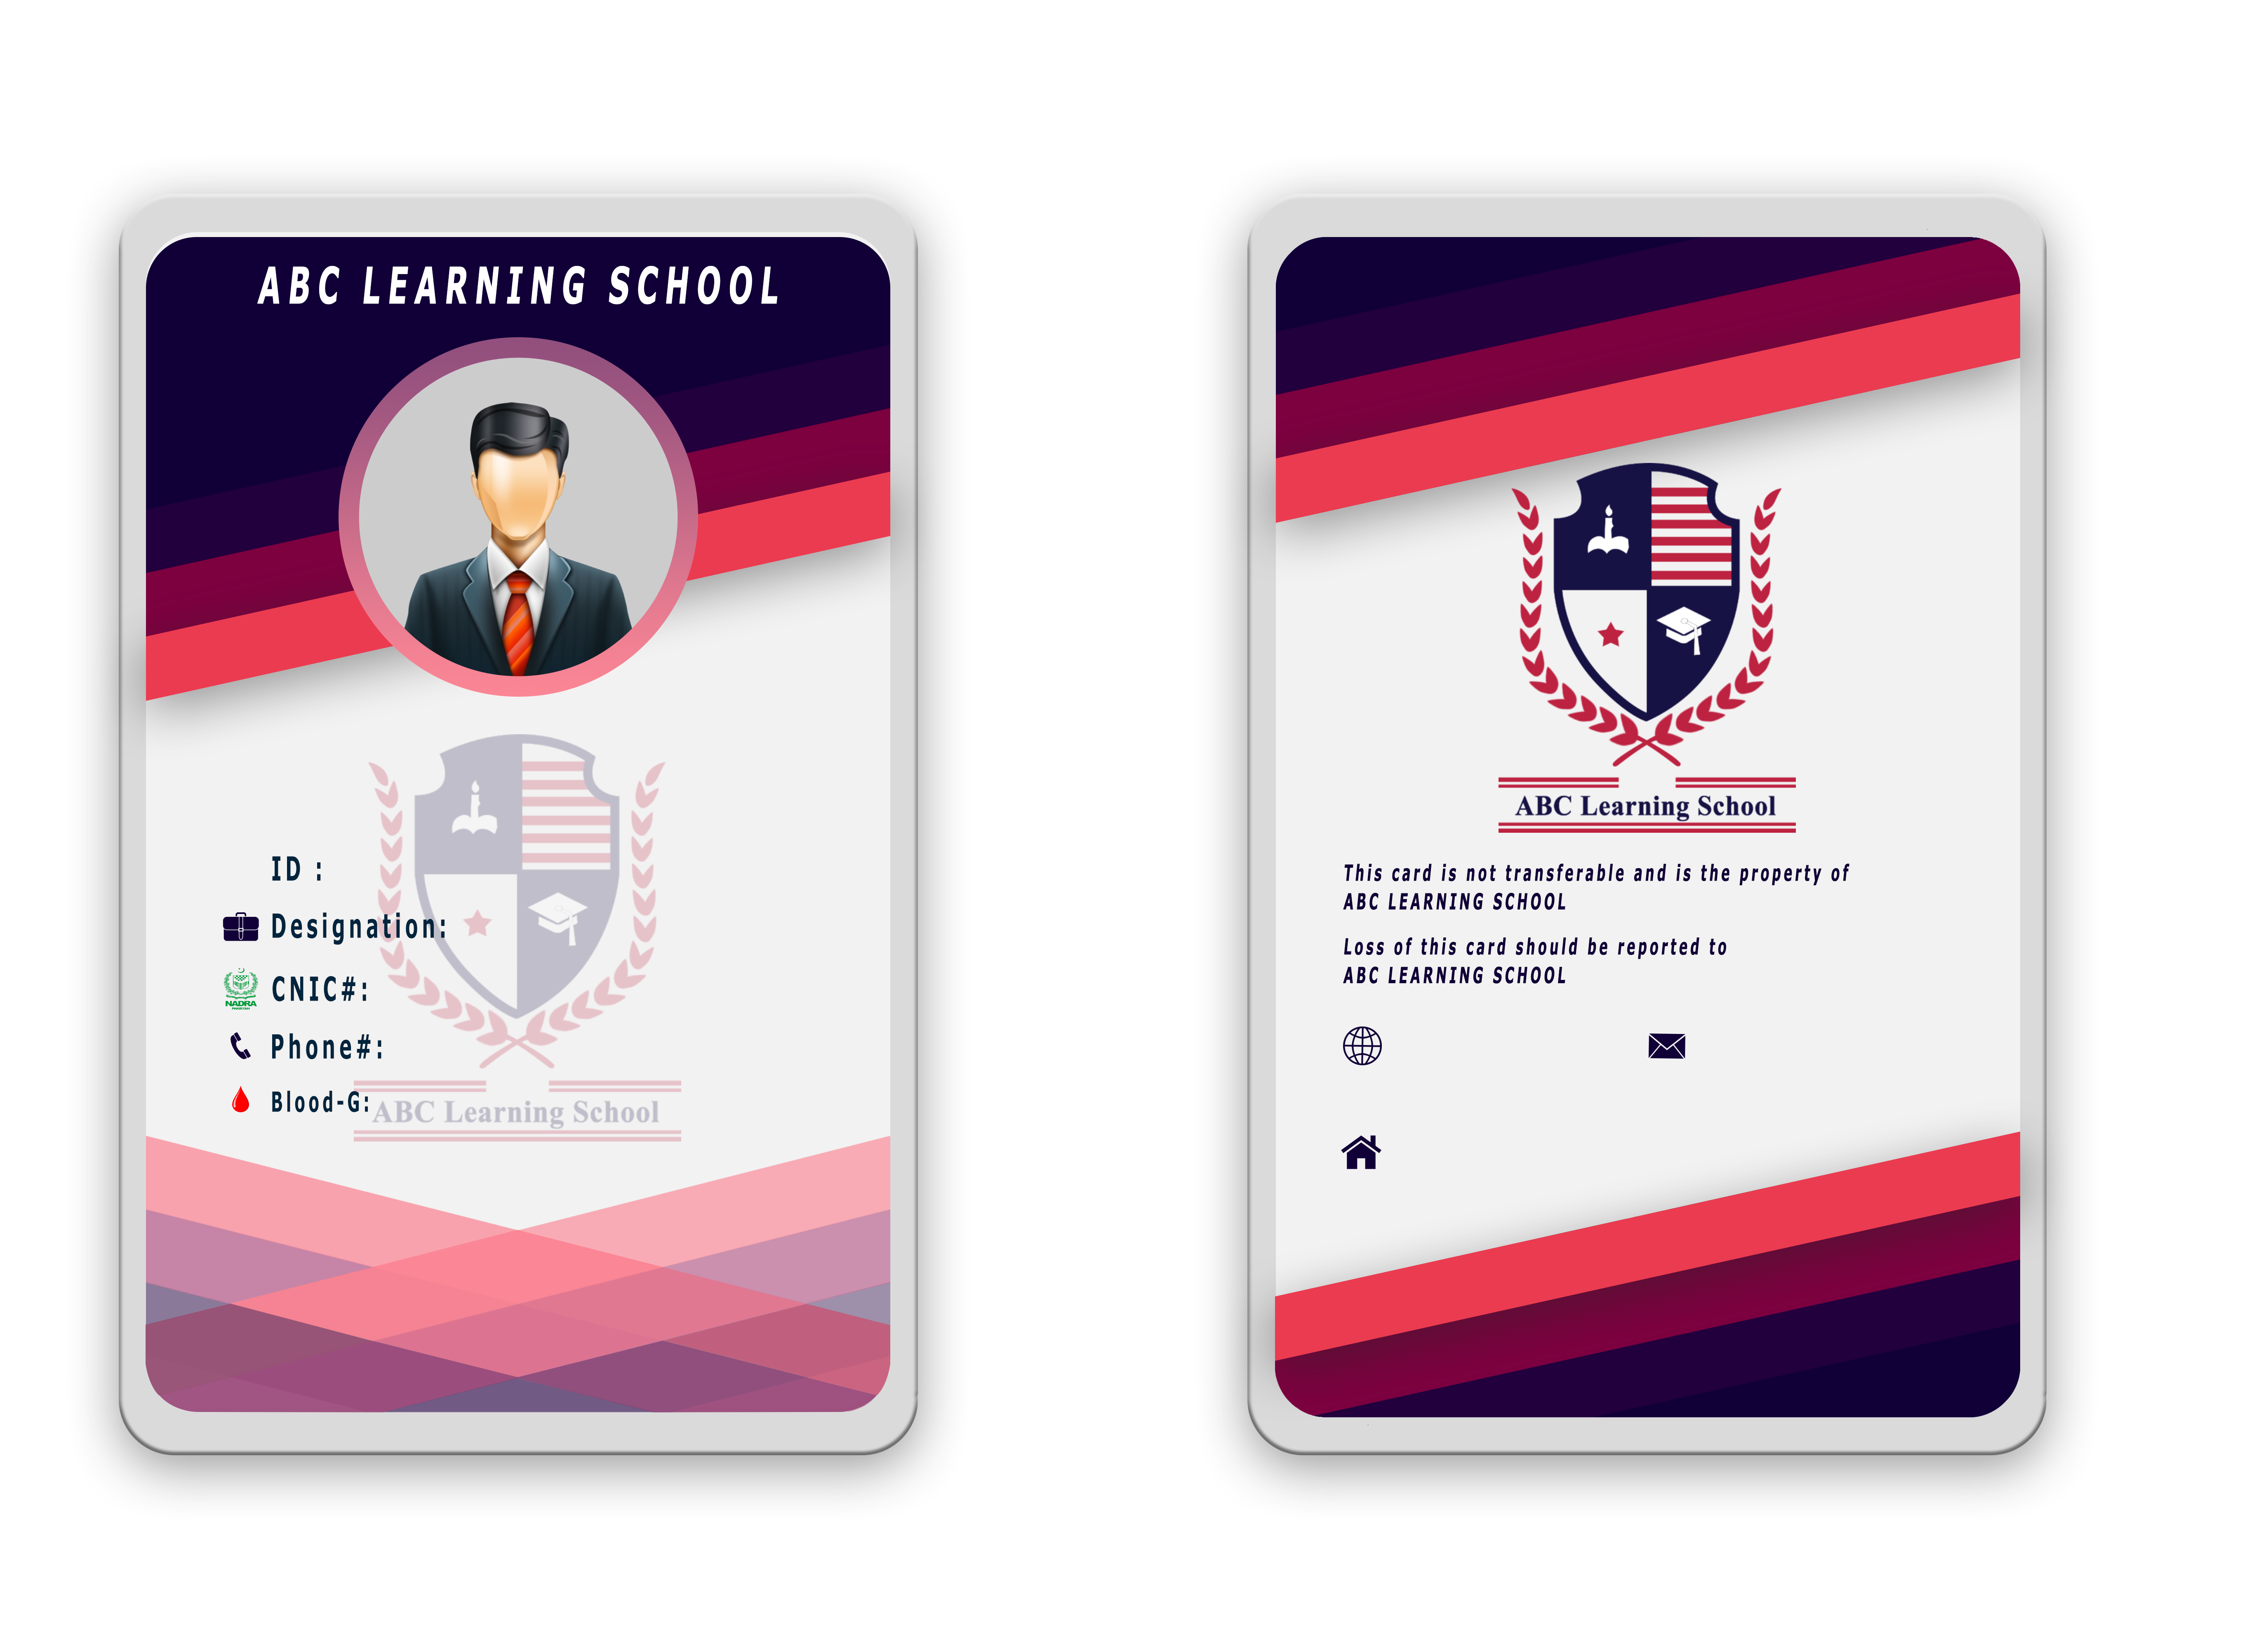 ABC LEARNING SCHOOL
ID :
Designation:
NADRA
PAKISTAN
CNIC#:
Phone#:
Blood-G:
ABC Learning School
ABC Learning School
This card is not transferable and is the property of
ABC LEARNING SCHOOL
Loss of this card should be reported to
ABC LEARNING SCHOOL